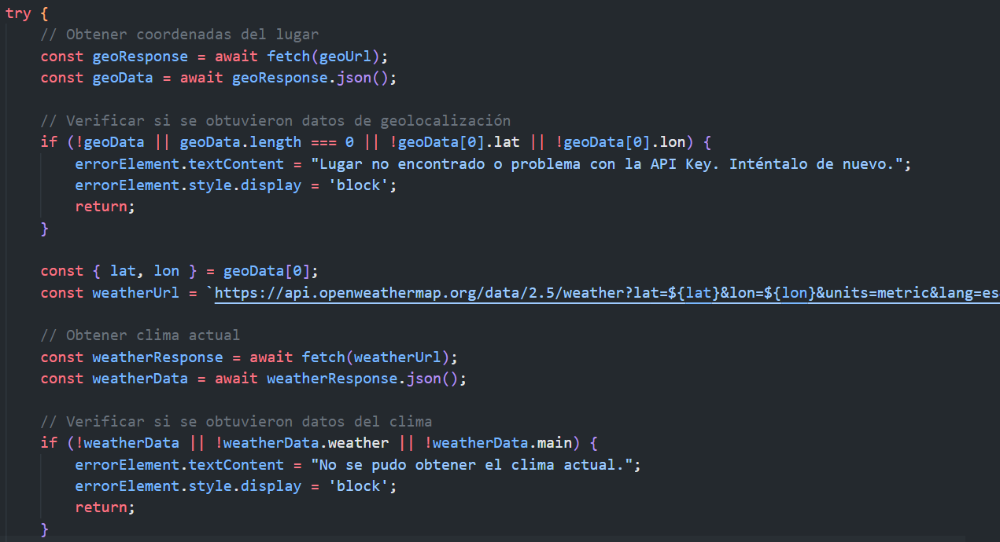 try {
// Obtener coordenadas del lugar
const geoResponse = await fetch(geoUrl);
const geoData = await geoResponse.json();
// Verificar si se obtuvieron datos de geolocalización
if (!geoData || geoData.length === 0 || !geoData[0].lat || !geoData[0].lon) {
errorElement.textContent = "Lugar no encontrado o problema con la API Key. Inténtalo de nuevo.";
errorElement.style.display = 'block';
return;
}
const { lat, lon } = geoData[0];
const weatherUrl = `https://api.openweathermap.org/data/2.5/weather?lat=${lat}&lon=${lon}&units=metric&lang=es
// Obtener clima actual
const weatherResponse = await fetch(weatherUrl);
const weatherData = await weatherResponse.json();
// Verificar si se obtuvieron datos del clima
if (!weatherData || !weatherData.weather || !weatherData.main) {
errorElement.textContent = "No se pudo obtener el clima actual.";
errorElement.style.display = 'block';
return;
}